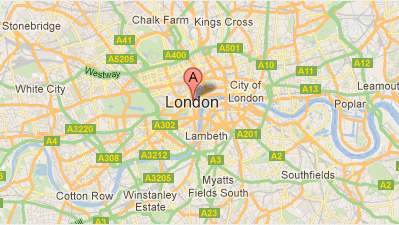 Chalk Farm
Kings Cross
Stonebridge
A41
A400
A501
A5205
A10
A12
Westway
A11
A
City of
London
White City
A13
Leamout
London
Poplar
A302
A3220
Lambeth
A201
A4
A308
A3212
A3
A2
A3205
Myatts
Fields South
Southfields
Cotton Row
Winstanley
Estate
A23
A2